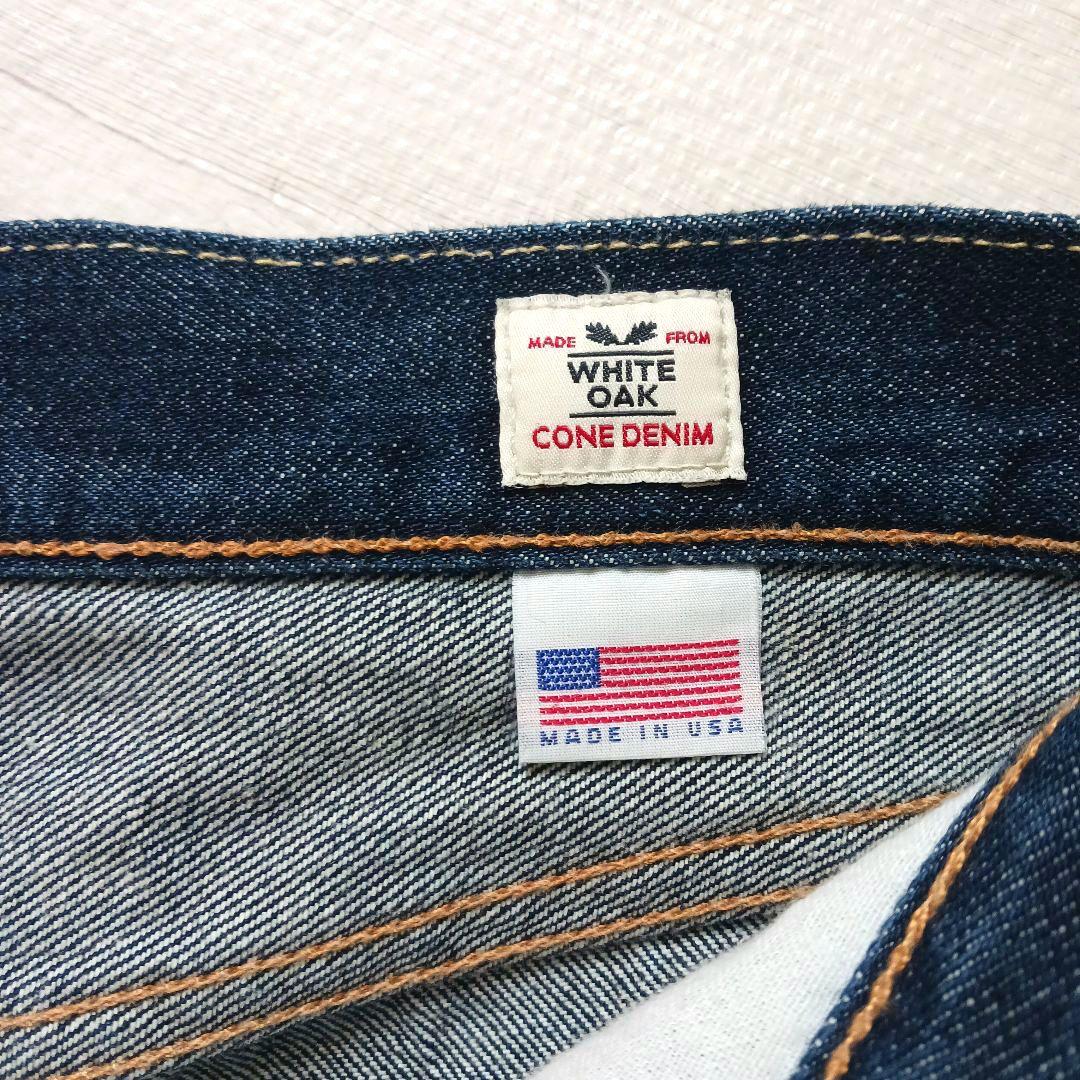 MADE FROM
WHITE
OAK
CONE DENIM
MADE IN USA